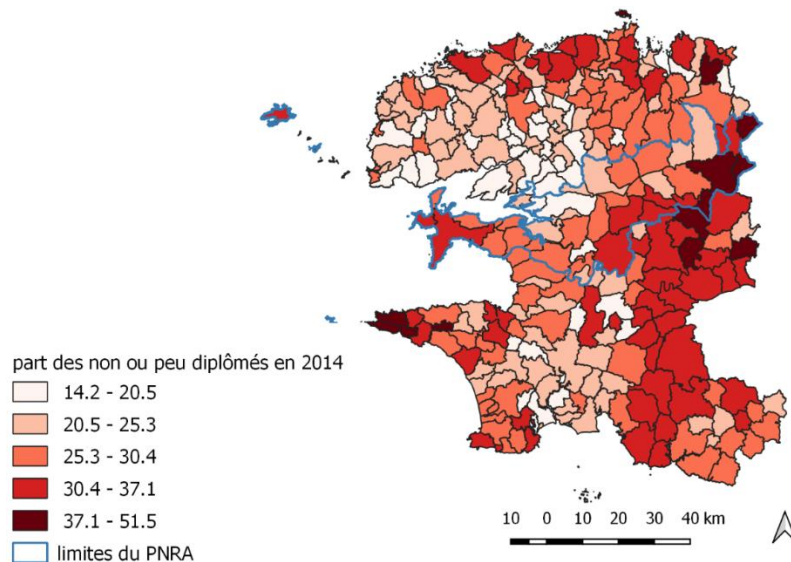 part des non ou peu diplômés en 2014
14.2 - 20.5
20.5 - 25.3
25.3 - 30.4
30.4 - 37.1
37.1 - 51.5
limites du PNRA
10 0 10 20 30 40 km